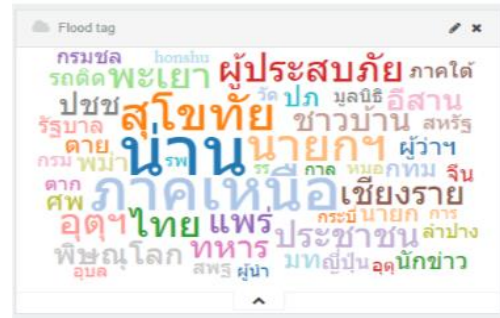 Flood tag
กรมชล honshu ผู้ประสบภัย ภาคใต้
รถติด พะเยา วัด ปภ มูลนิธิ อีสาน
ปชช สุโขทัย ชาวบ้าน สหรัฐ
รัฐบาล ตาย น่าน นายกฯ ผู้ว่าฯ
กรม พม่า รพ รร กาล หมอ กทม จีน
ตาก ศพ ภาคเหนือ เชียงราย
อุตุฯ ไทย แพร่ กระบี่ นายก การ
ประชาชน ลำปาง
พิษณุโลก ทหาร มท ญี่ปุ่น อุตุ นักข่าว
อุบล สพฐ ผู้นำ